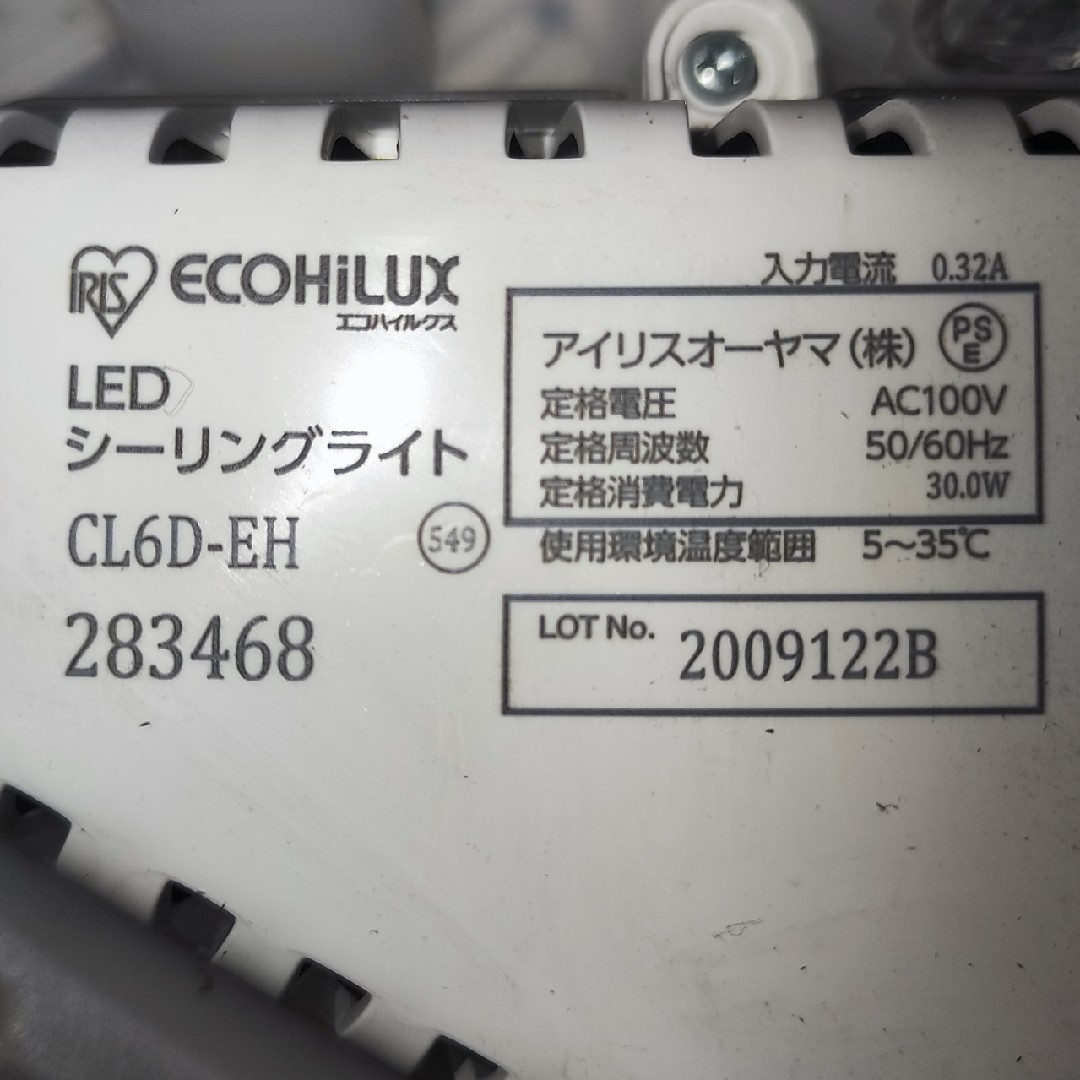 IRIS ECOHiLUX
エコハイルクス
LED
シーリングライト
CL6D-EH 549
283468
入力電流 0.32A
アイリスオーヤマ(株) PSE
定格電圧 AC100V
定格周波数 50/60Hz
定格消費電力 30.0W
使用環境温度範囲 5~35℃
LOT No. 2009122B